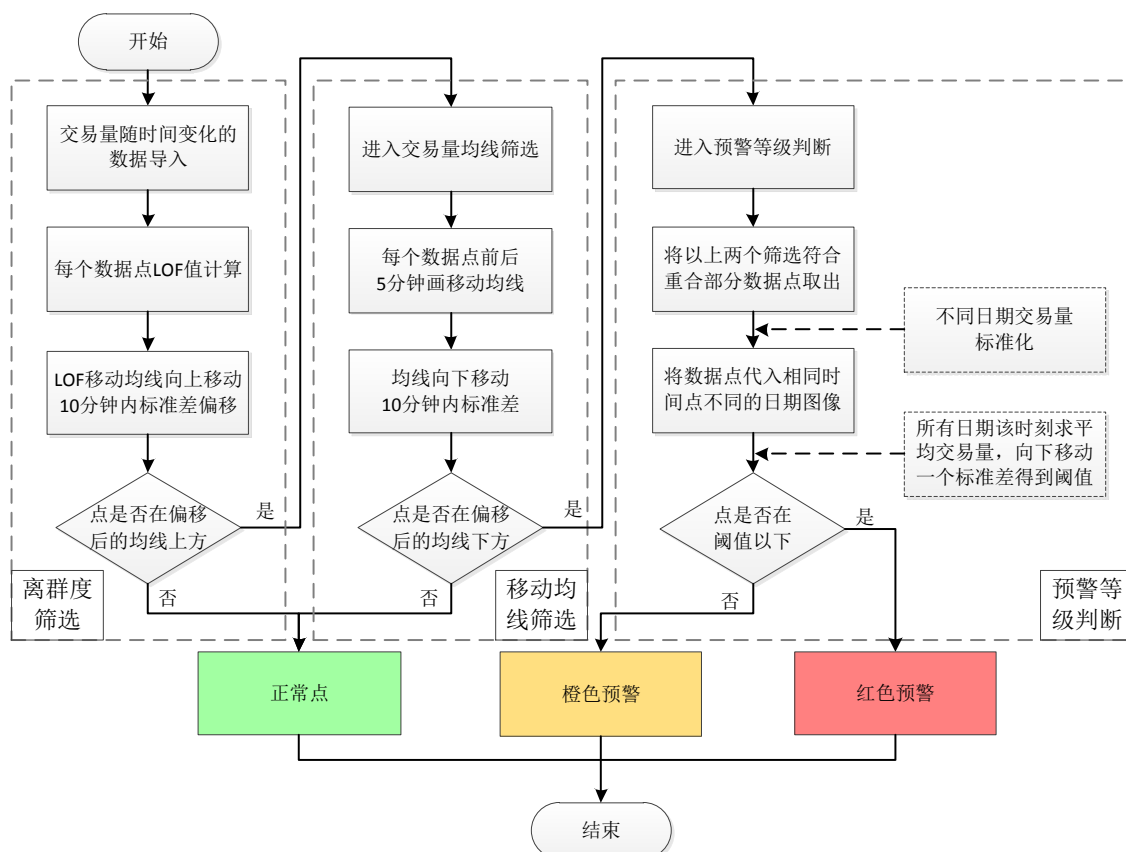 开始
交易量随时间变化的
数据导入
每个数据点LOF值计算
LOF移动均线向上移动
10分钟内标准差偏移
点是否在偏移
后的均线上方
是
否
离群度
筛选
进入交易量均线筛选
每个数据点前后
5分钟画移动均线
均线向下移动
10分钟内标准差
点是否在偏移
后的均线下方
是
否
移动均
线筛选
进入预警等级判断
将以上两个筛选符合
重合部分数据点取出
不同日期交易量
标准化
将数据点代入相同时
间点不同的日期图像
所有日期该时刻求平
均交易量，向下移动
一个标准差得到阈值
点是否在
阈值以下
是
否
预警等
级判断
正常点
橙色预警
红色预警
结束